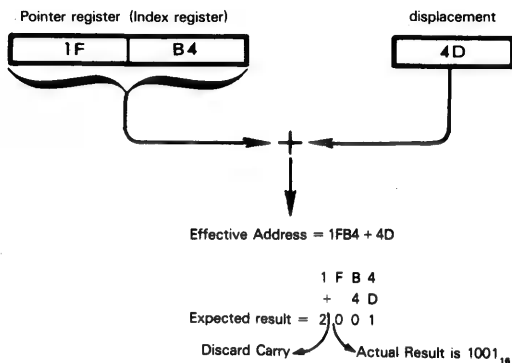 Pointer register (Index register) displacement
1F B4 4D
+
Effective Address = 1FB4 + 4D
1 F B 4
+ 4 D
Expected result = 2 0 0 1
Discard Carry Actual Result is 1001₁₆